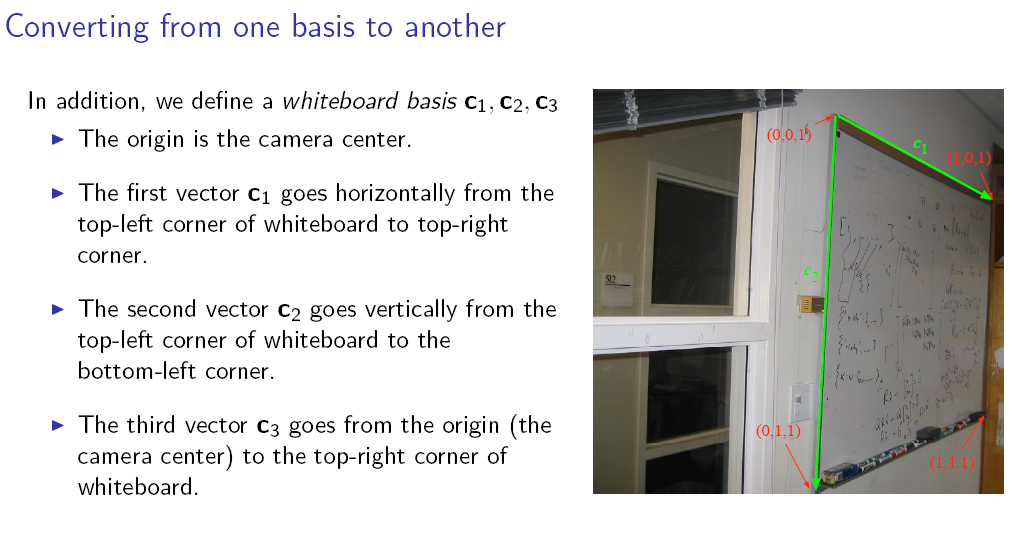 Converting from one basis to another
In addition, we define a whiteboard basis c1, c2, c3
▶ The origin is the camera center.
▶ The first vector c1 goes horizontally from the
top-left corner of whiteboard to top-right
corner.
▶ The second vector c2 goes vertically from the
top-left corner of whiteboard to the
bottom-left corner.
▶ The third vector c3 goes from the origin (the
camera center) to the top-right corner of
whiteboard.
(0,0,1)
c1
(1,0,1)
c2
512
(0,1,1)
(1,1,1)